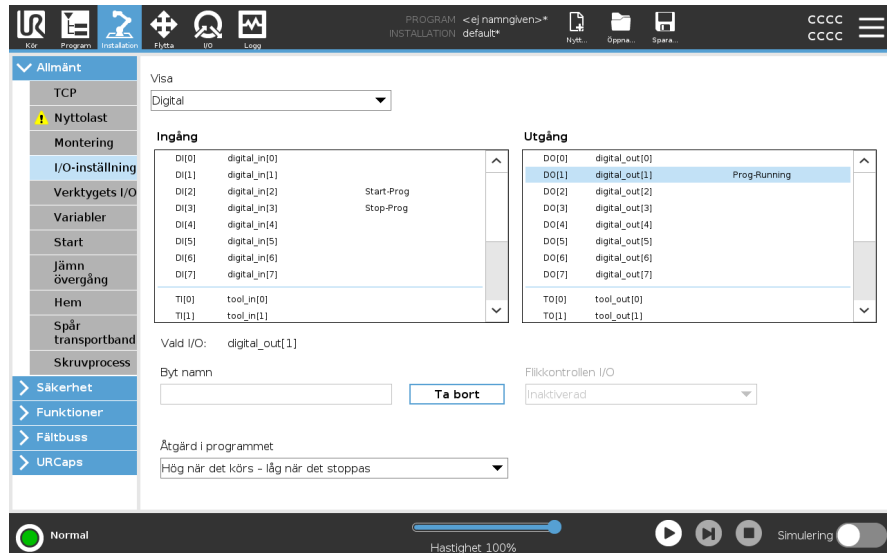 UR
PROGRAM <ej namngiven>*
INSTALLATION default*
CCCC
CCCC
Kör
Program
Installation
Flytta
I/O
Logg
Nytt...
Öppna...
Spara...
Allmänt
TCP
Nyttolast
Montering
I/O-inställning
Verktygets I/O
Variabler
Start
Jämn
övergång
Hem
Spår
transportband
Skruvprocess
Säkerhet
Funktioner
Fältbuss
URCaps
Visa
Digital
Ingång
DI[0] digital_in[0]
DI[1] digital_in[1]
DI[2] digital_in[2] Start-Prog
DI[3] digital_in[3] Stop-Prog
DI[4] digital_in[4]
DI[5] digital_in[5]
DI[6] digital_in[6]
DI[7] digital_in[7]
TI[0] tool_in[0]
TI[1] tool_in[1]
Utgång
DO[0] digital_out[0]
DO[1] digital_out[1] Prog-Running
DO[2] digital_out[2]
DO[3] digital_out[3]
DO[4] digital_out[4]
DO[5] digital_out[5]
DO[6] digital_out[6]
DO[7] digital_out[7]
TO[0] tool_out[0]
TO[1] tool_out[1]
Vald I/O: digital_out[1]
Byt namn
Ta bort
Flikkontrollen I/O
Inaktiverad
Åtgärd i programmet
Hög när det körs – låg när det stoppas
Normal
Hastighet 100%
Simulering